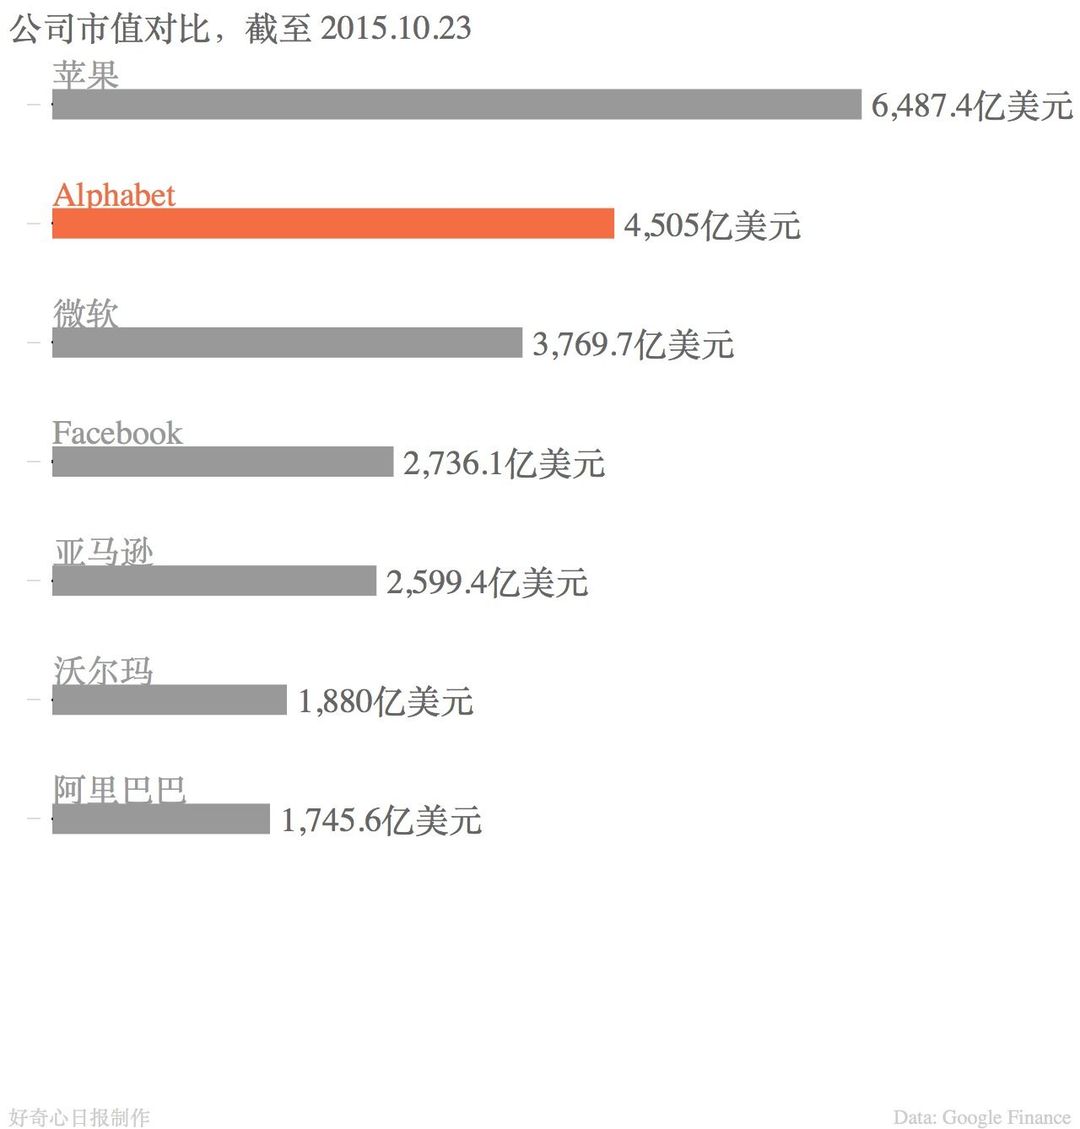 公司市值对比，截至 2015.10.23
苹果
6,487.4亿美元
Alphabet
4,505亿美元
微软
3,769.7亿美元
Facebook
2,736.1亿美元
亚马逊
2,599.4亿美元
沃尔玛
1,880亿美元
阿里巴巴
1,745.6亿美元
好奇心日报制作
Data: Google Finance